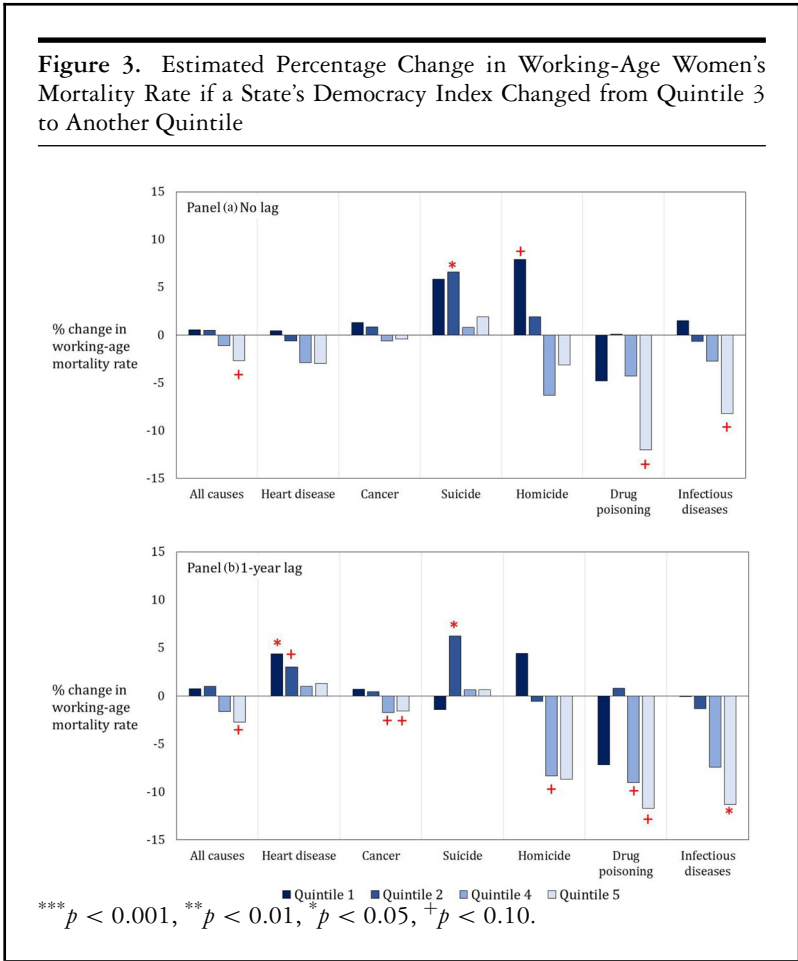 Figure 3. Estimated Percentage Change in Working-Age Women's
Mortality Rate if a State's Democracy Index Changed from Quintile 3
to Another Quintile
15
Panel (a) No lag
10
+
*
5
% change in
working-age
mortality rate
0
+
-5
+
-10
+
-15
All causes Heart disease Cancer Suicide Homicide Drug poisoning Infectious diseases
15
Panel (b) 1-year lag
10
*
* +
5
% change in
working-age
mortality rate
0
+ + +
-5
+ + +
-10
*
-15
All causes Heart disease Cancer Suicide Homicide Drug poisoning Infectious diseases
Quintile 1 Quintile 2 Quintile 4 Quintile 5
***p < 0.001, **p < 0.01, *p < 0.05, +p < 0.10.